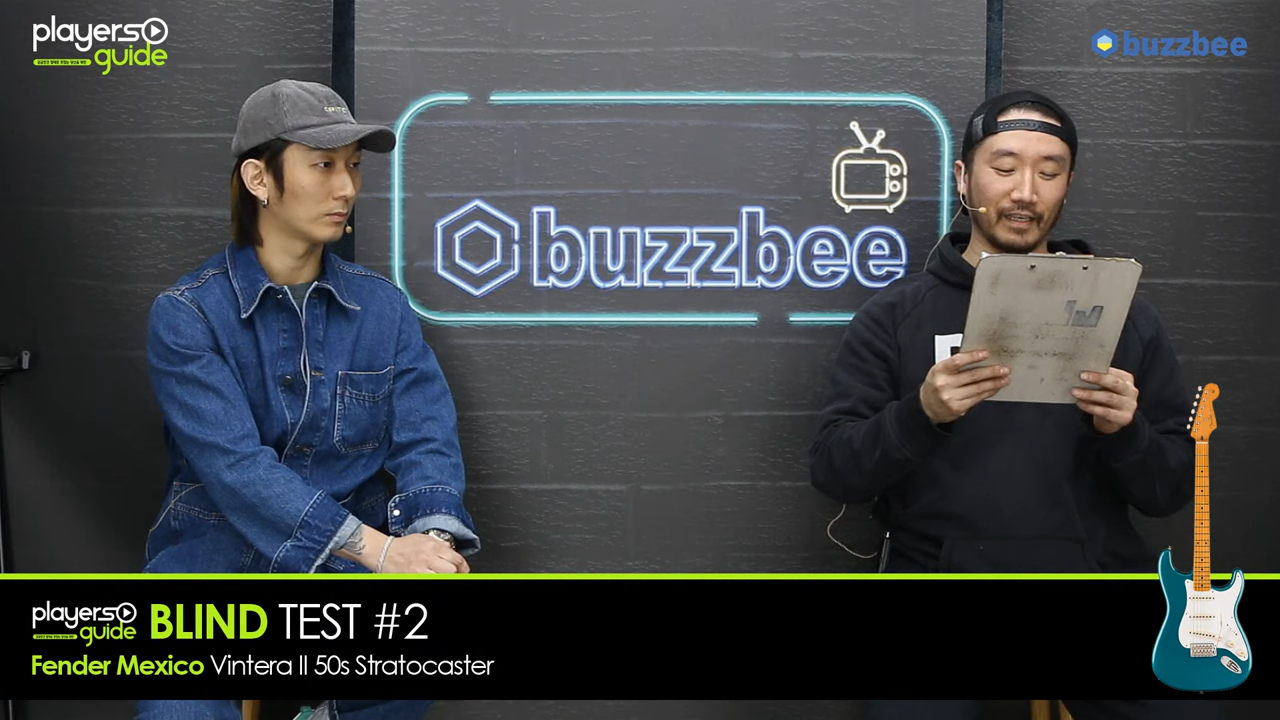 players
guide
buzzbee
buzzbee
players
guide
BLIND TEST #2
Fender Mexico Vintera II 50s Stratocaster